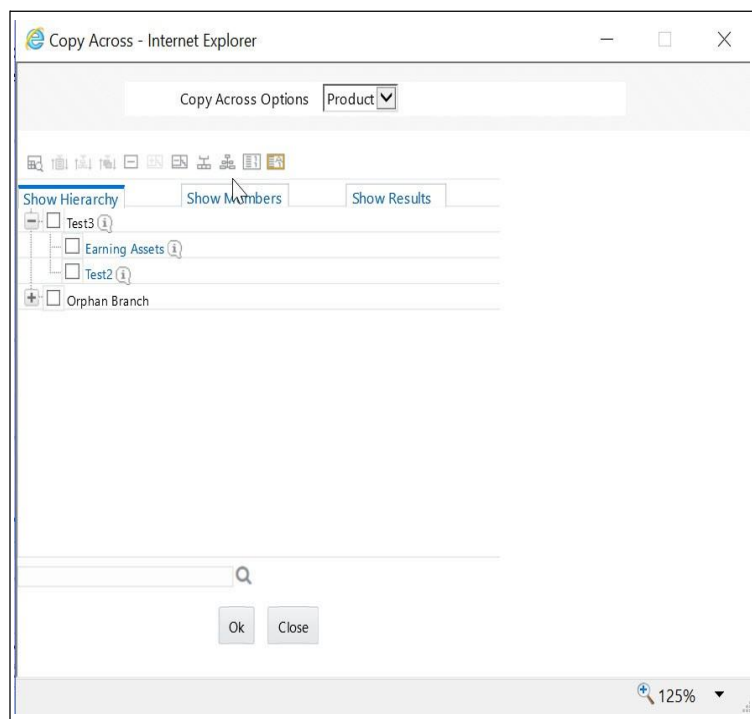 Copy Across - Internet Explorer
Copy Across Options Product
Show Hierarchy Show Members Show Results
Test3
Earning Assets
Test2
Orphan Branch
Ok Close
125%